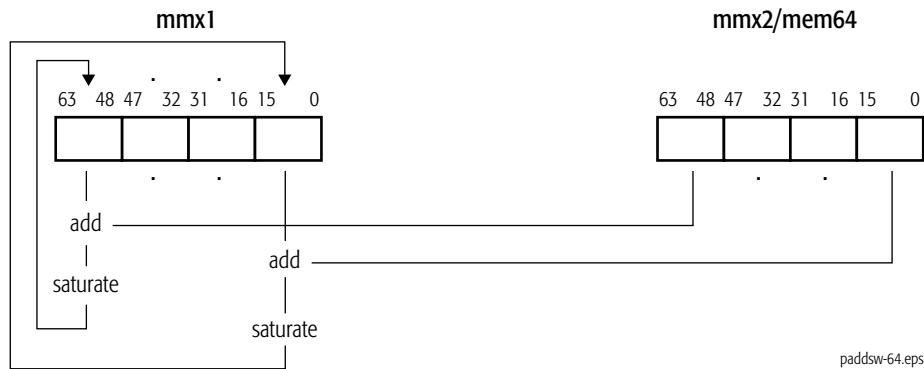 mmx1 mmx2/mem64
. . 
63 48 47 32 31 16 15 0 63 48 47 32 31 16 15 0
. . . .
add
add
saturate
saturate
paddsw-64.eps